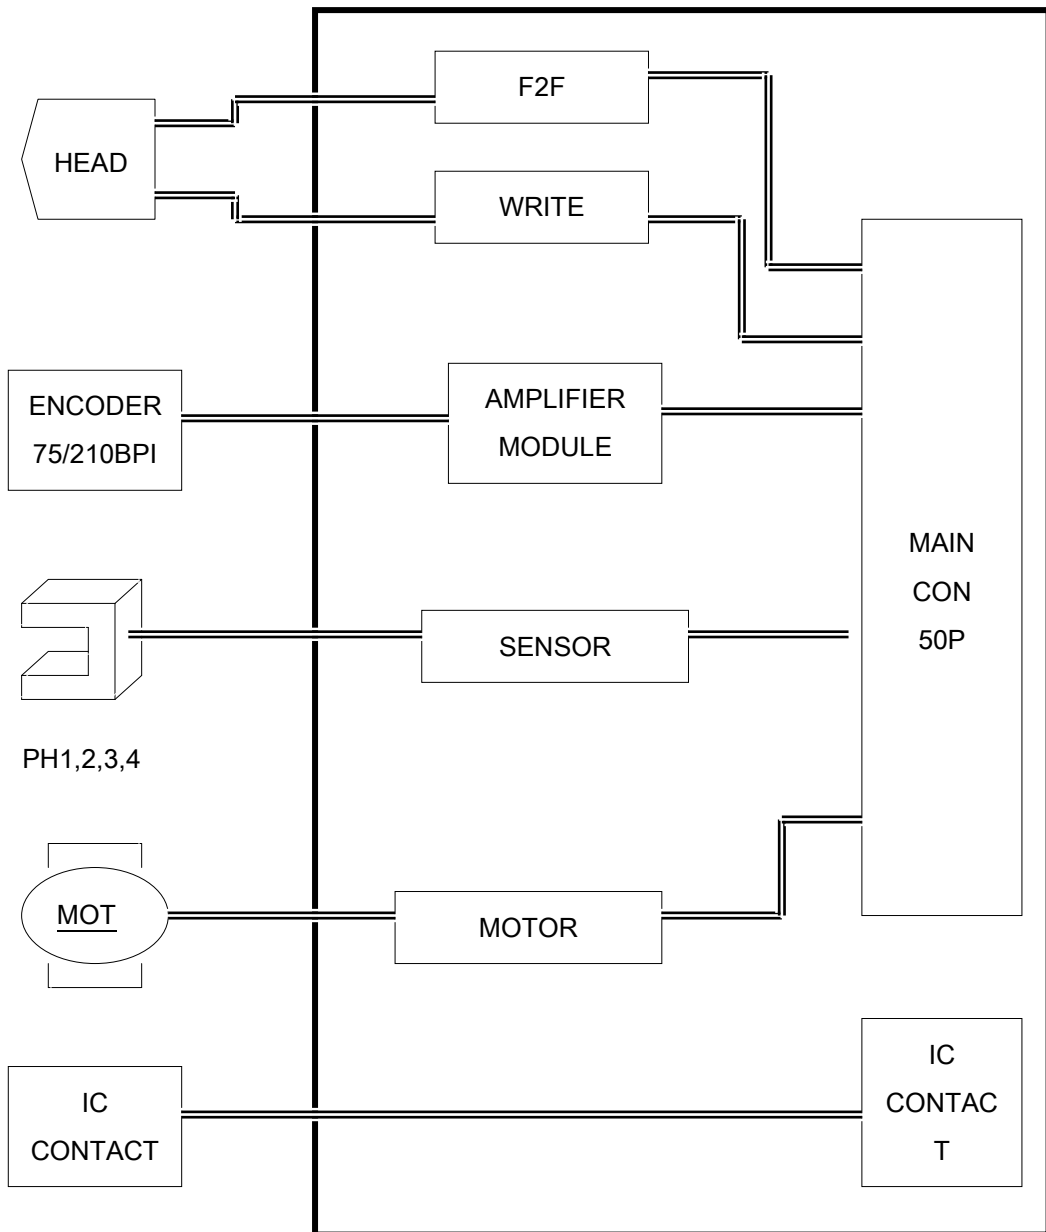 F2F
HEAD
WRITE
ENCODER
75/210BPI
AMPLIFIER
MODULE
MAIN
CON
50P
SENSOR
PH1,2,3,4
MOT
MOTOR
IC
CONTACT
IC
CONTAC
T